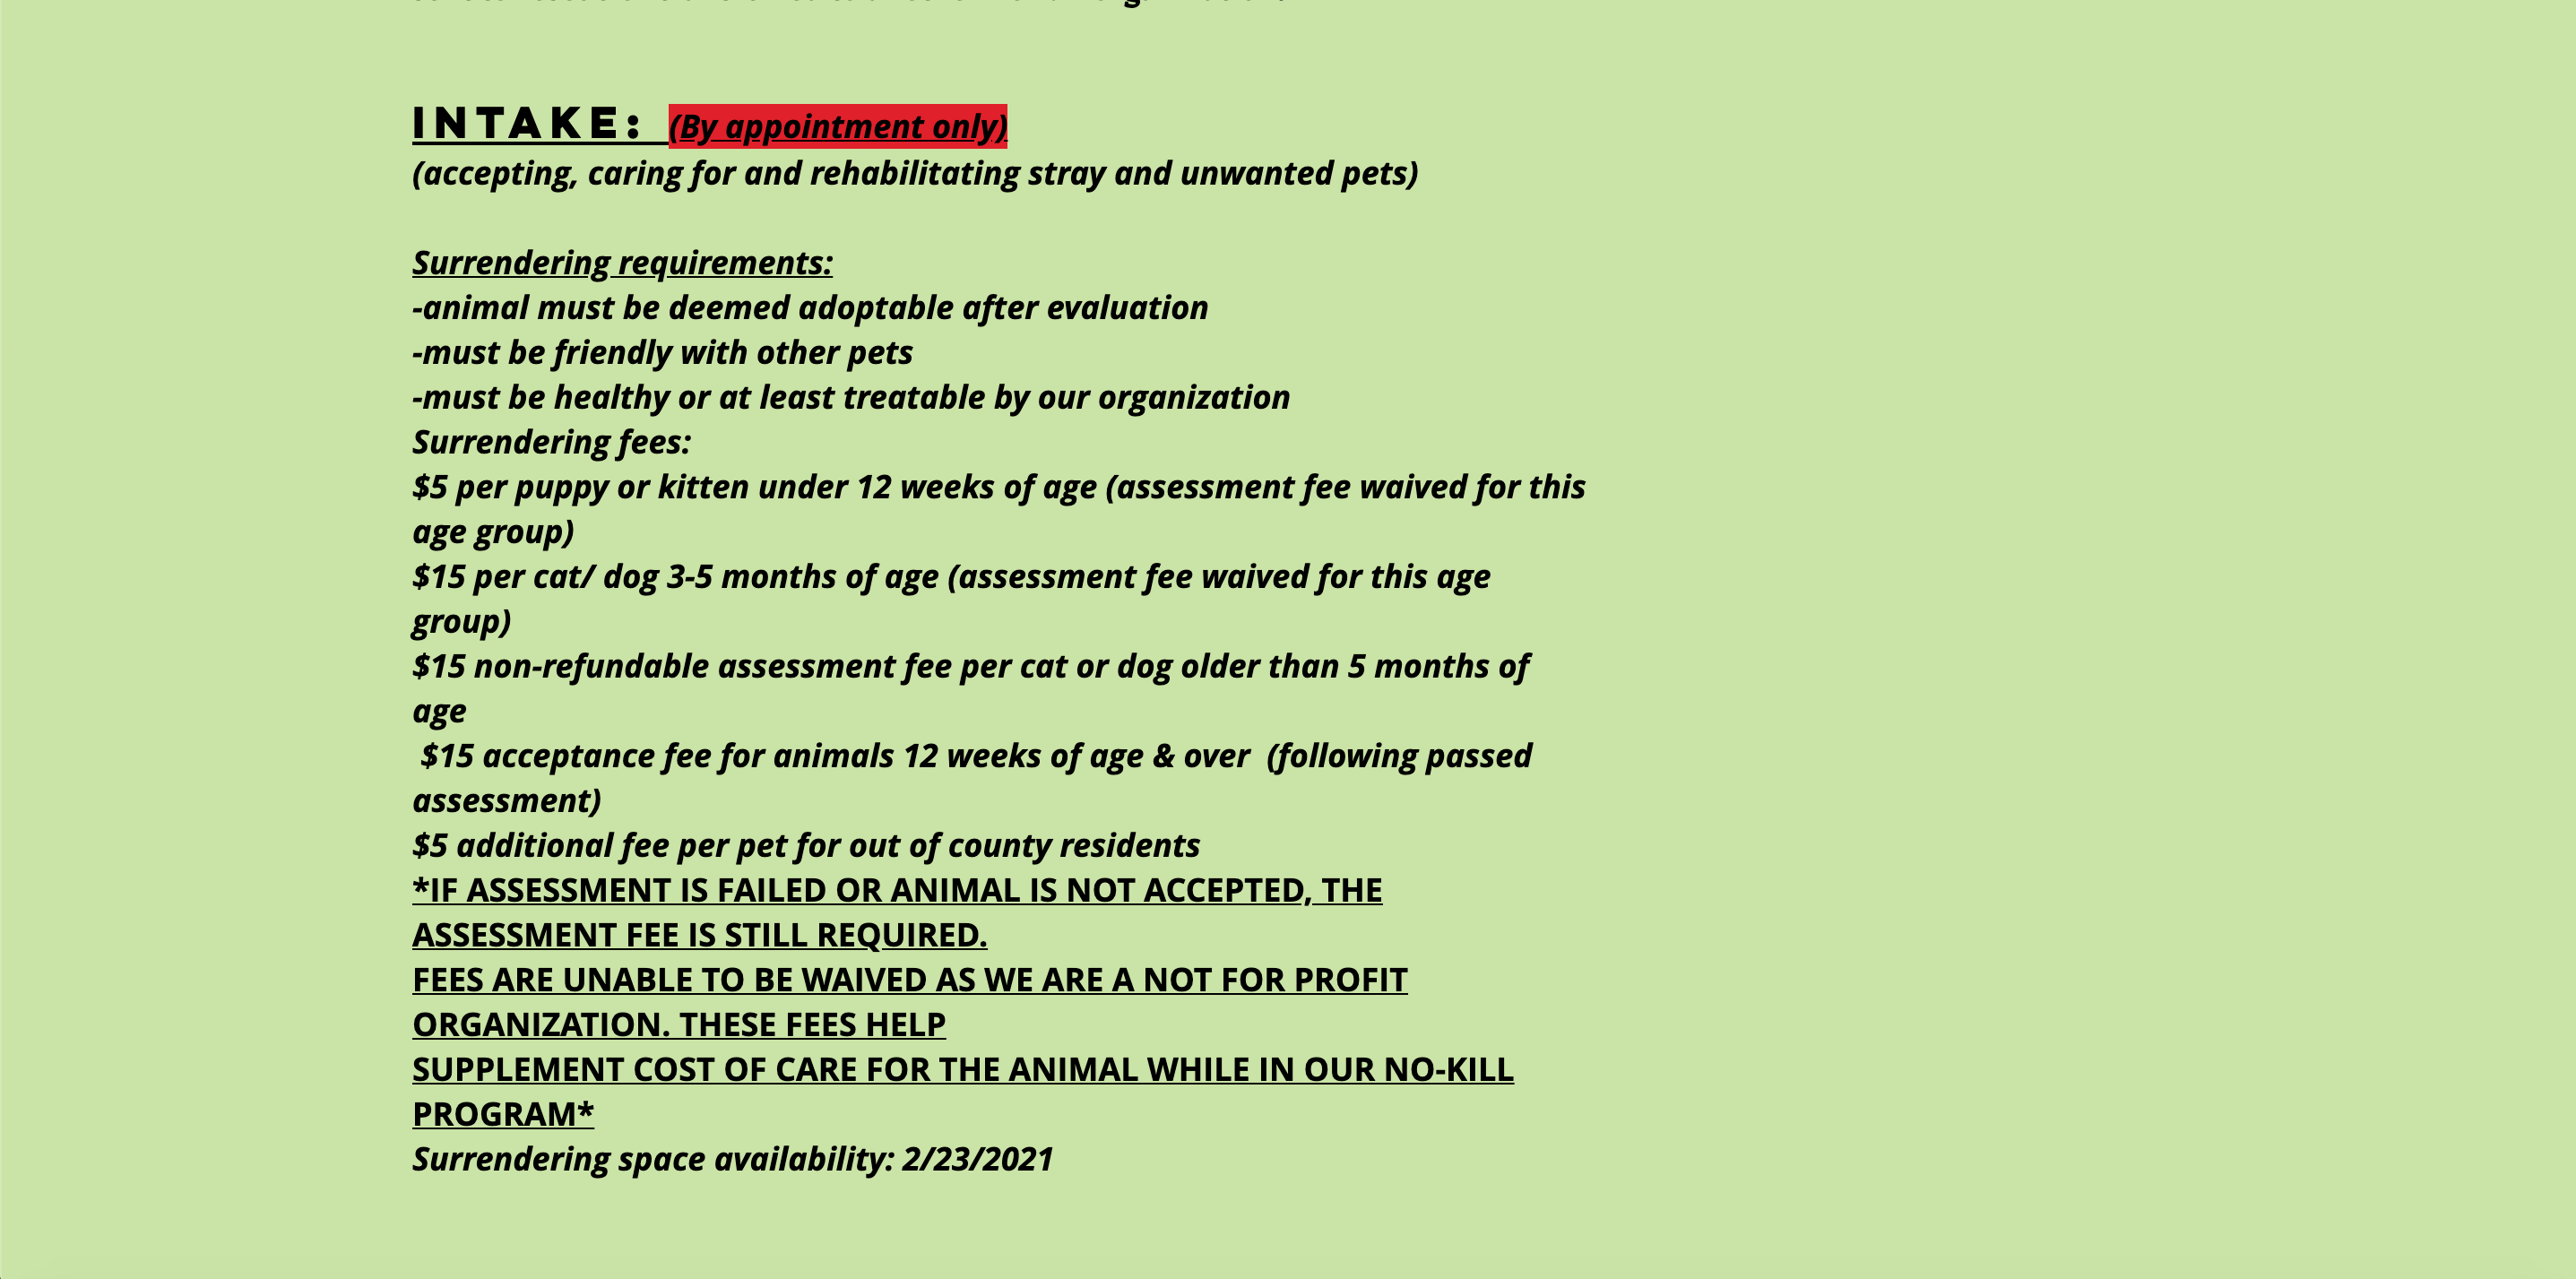 INTAKE: (By appointment only)
(accepting, caring for and rehabilitating stray and unwanted pets)
Surrendering requirements:
-animal must be deemed adoptable after evaluation
-must be friendly with other pets
-must be healthy or at least treatable by our organization
Surrendering fees:
$5 per puppy or kitten under 12 weeks of age (assessment fee waived for this
age group)
$15 per cat/ dog 3-5 months of age (assessment fee waived for this age
group)
$15 non-refundable assessment fee per cat or dog older than 5 months of
age
$15 acceptance fee for animals 12 weeks of age & over  (following passed
assessment)
$5 additional fee per pet for out of county residents
*IF ASSESSMENT IS FAILED OR ANIMAL IS NOT ACCEPTED, THE
ASSESSMENT FEE IS STILL REQUIRED.
FEES ARE UNABLE TO BE WAIVED AS WE ARE A NOT FOR PROFIT
ORGANIZATION. THESE FEES HELP
SUPPLEMENT COST OF CARE FOR THE ANIMAL WHILE IN OUR NO-KILL
PROGRAM*
Surrendering space availability: 2/23/2021